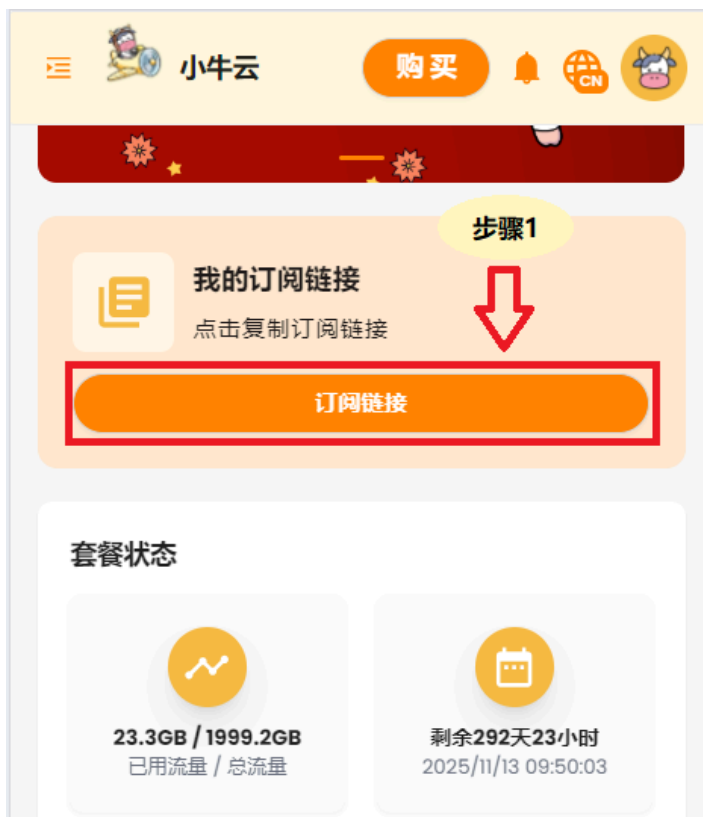 小牛云
购买
CN
步骤1
我的订阅链接
点击复制订阅链接
订阅链接
套餐状态
23.3GB / 1999.2GB
已用流量 / 总流量
剩余292天23小时
2025/11/13 09:50:03